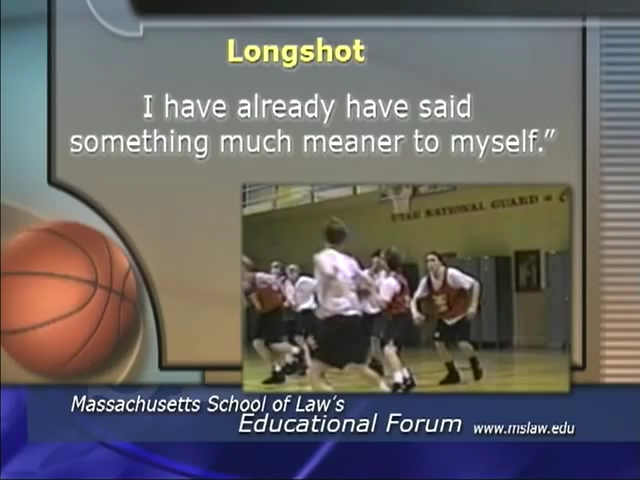 Longshot
I have already have said
something much meaner to myself.”
UTAH NATIONAL GUARD
Massachusetts School of Law's
Educational Forum www.mslaw.edu